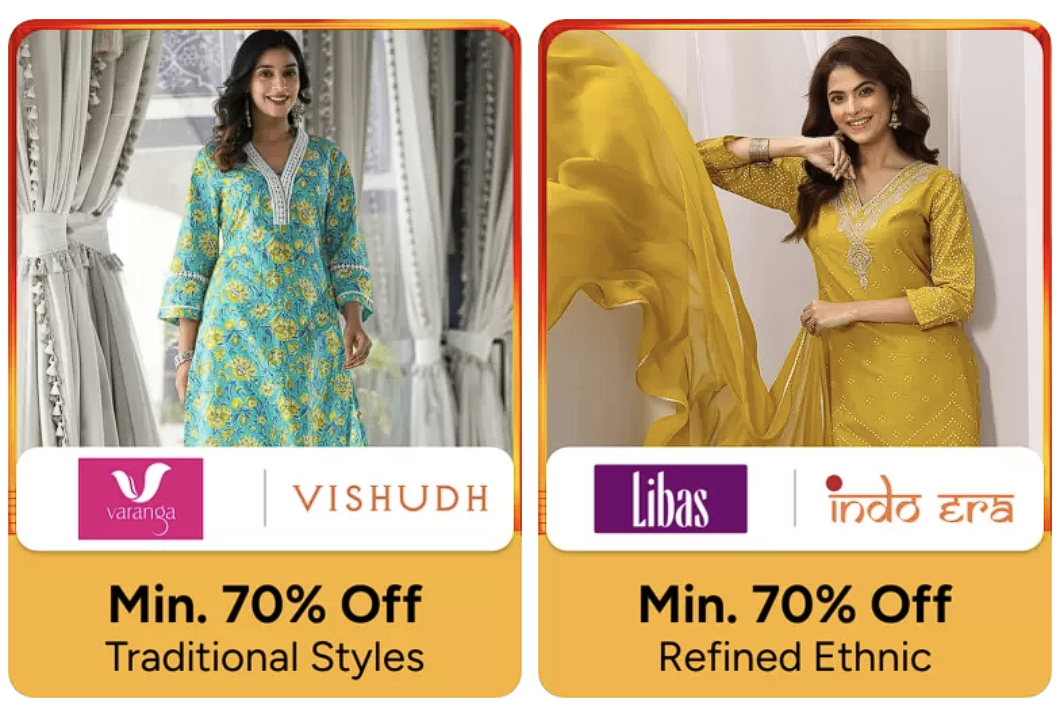 varanga
VISHUDH
Min. 70% Off
Traditional Styles
Libas
indo era
Min. 70% Off
Refined Ethnic